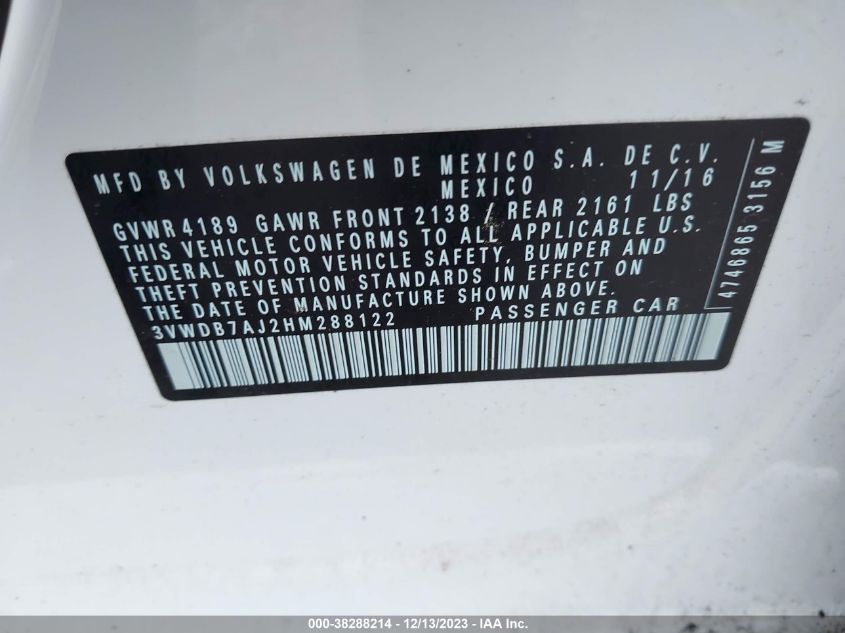 MFD BY VOLKSWAGEN DE MEXICO S.A. DE C.V.
MEXICO 11/16
GVWR 4189 GAWR FRONT 2138 / REAR 2161 LBS
THIS VEHICLE CONFORMS TO ALL APPLICABLE U.S.
FEDERAL MOTOR VEHICLE SAFETY, BUMPER AND
THEFT PREVENTION STANDARDS IN EFFECT ON
THE DATE OF MANUFACTURE SHOWN ABOVE.
3VWDB7AJ2HM288122 PASSENGER CAR
4746865 3156 M
000-38288214 - 12/13/2023 - IAA Inc.